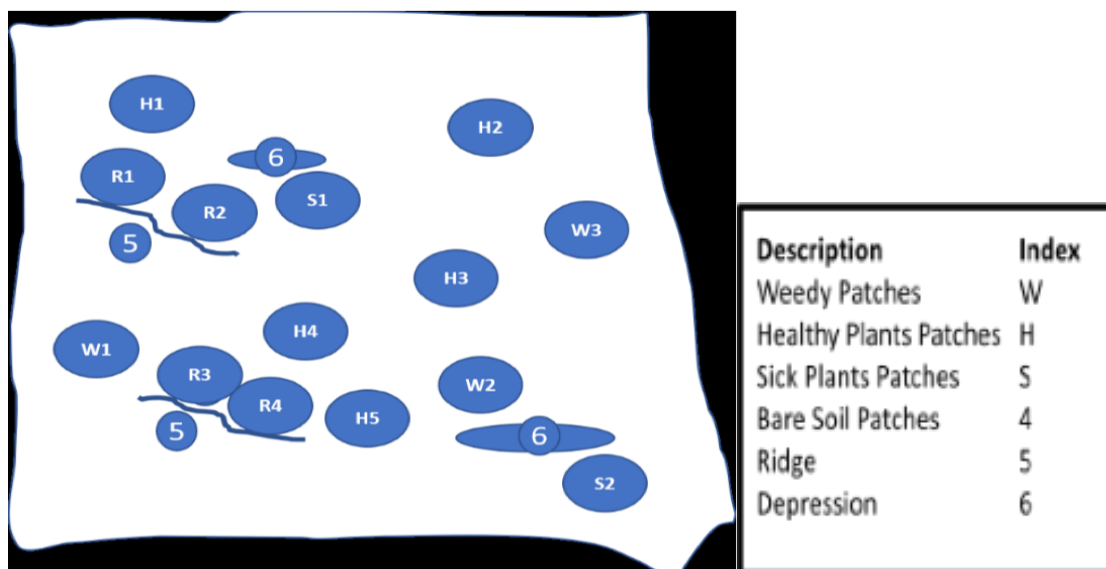 H1
H2
6
R1
S1
R2
W3
5
H3
H4
W1
R3
W2
R4
H5
5
6
S2
Description Index
Weedy Patches W
Healthy Plants Patches H
Sick Plants Patches S
Bare Soil Patches 4
Ridge 5
Depression 6